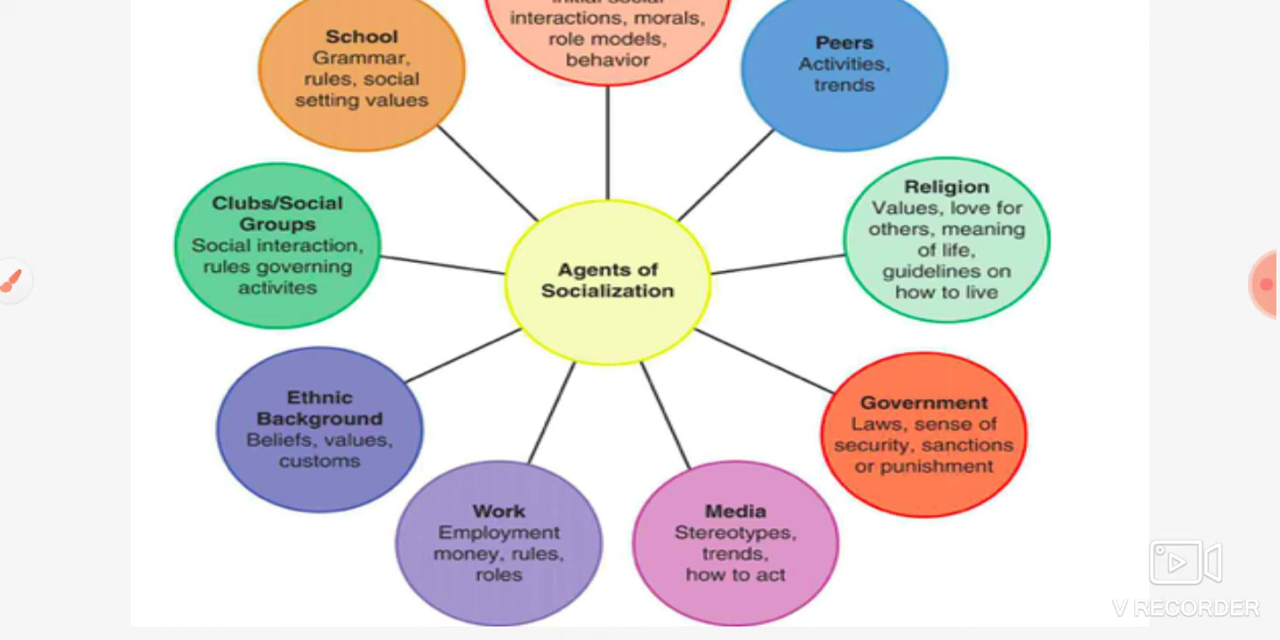 interactions, morals,
role models,
behavior
School
Grammar,
rules, social
setting values
Peers
Activities,
trends
Clubs/Social
Groups
Social interaction,
rules governing
activites
Religion
Values, love for
others, meaning
of life,
guidelines on
how to live
Agents of
Socialization
Ethnic
Background
Beliefs, values,
customs
Government
Laws, sense of
security, sanctions
or punishment
Work
Employment
money, rules,
roles
Media
Stereotypes,
trends,
how to act
V RECORDER